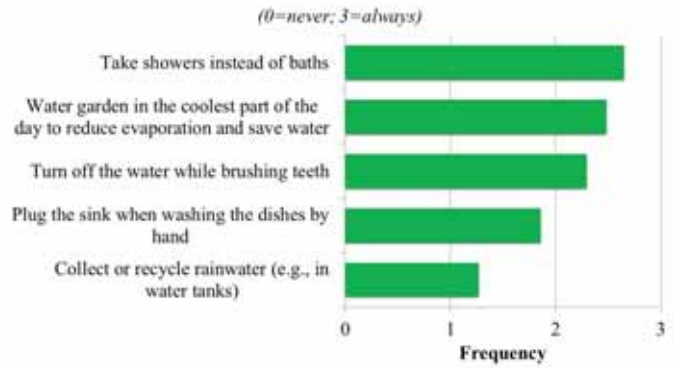 (0=never; 3=always)
Take showers instead of baths
Water garden in the coolest part of the
day to reduce evaporation and save water
Turn off the water while brushing teeth
Plug the sink when washing the dishes by
hand
Collect or recycle rainwater (e.g., in
water tanks)
0 1 2 3
Frequency